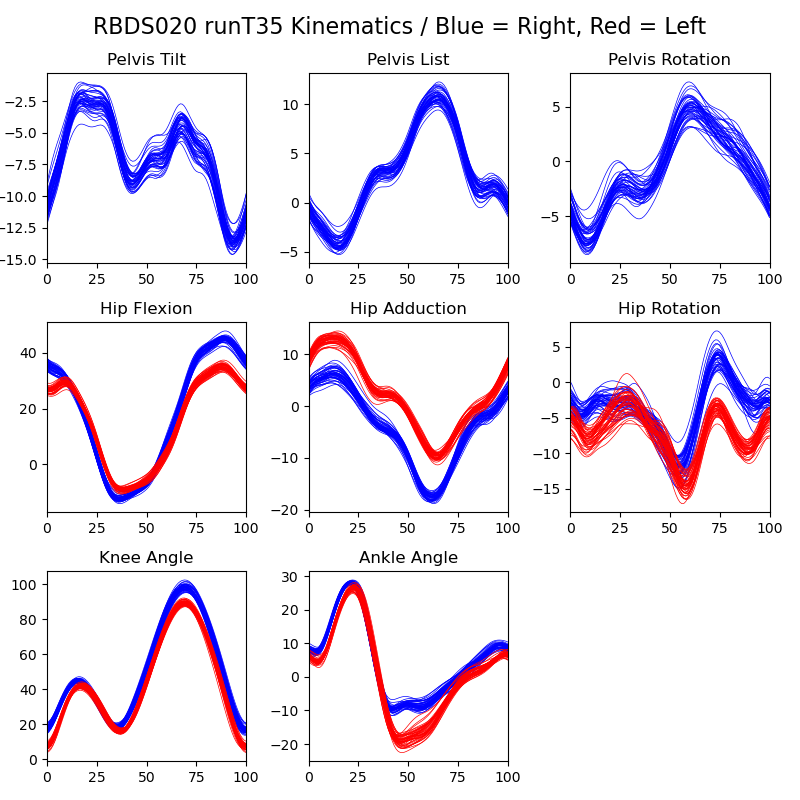 RBDS020 runT35 Kinematics / Blue = Right, Red = Left
Pelvis Tilt
Pelvis List
Pelvis Rotation
−2.5
−5.0
−7.5
−10.0
−12.5
−15.0
0 25 50 75 100
10
5
0
−5
0 25 50 75 100
5
0
−5
0 25 50 75 100
Hip Flexion
Hip Adduction
Hip Rotation
40
20
0
0 25 50 75 100
10
0
−10
−20
0 25 50 75 100
5
0
−5
−10
−15
0 25 50 75 100
Knee Angle
Ankle Angle
100
80
60
40
20
0
0 25 50 75 100
30
20
10
0
−10
−20
0 25 50 75 100